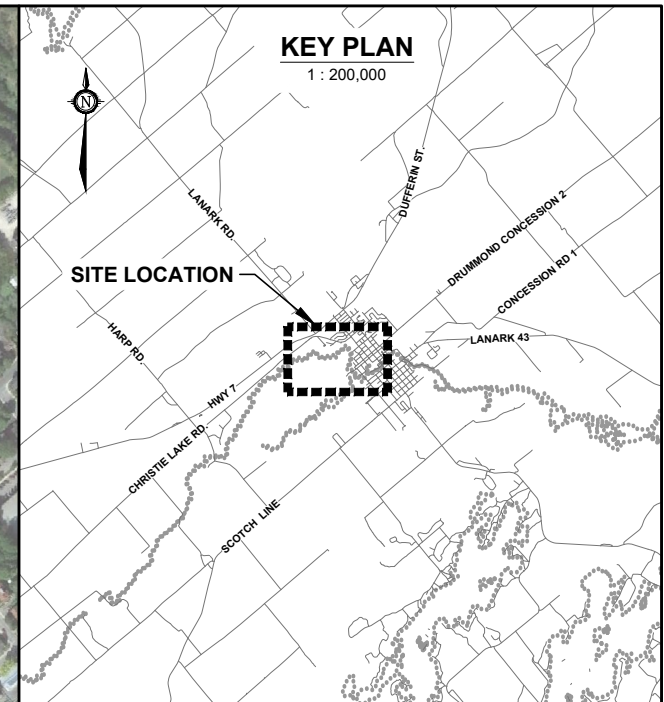 KEY PLAN
1 : 200,000
N
DUFFERIN ST.
LANARK RD.
DRUMMOND CONCESSION 2
CONCESSION RD 1
SITE LOCATION
LANARK 43
HARP RD.
HWY 7
CHRISTIE LAKE RD.
SCOTCH LINE